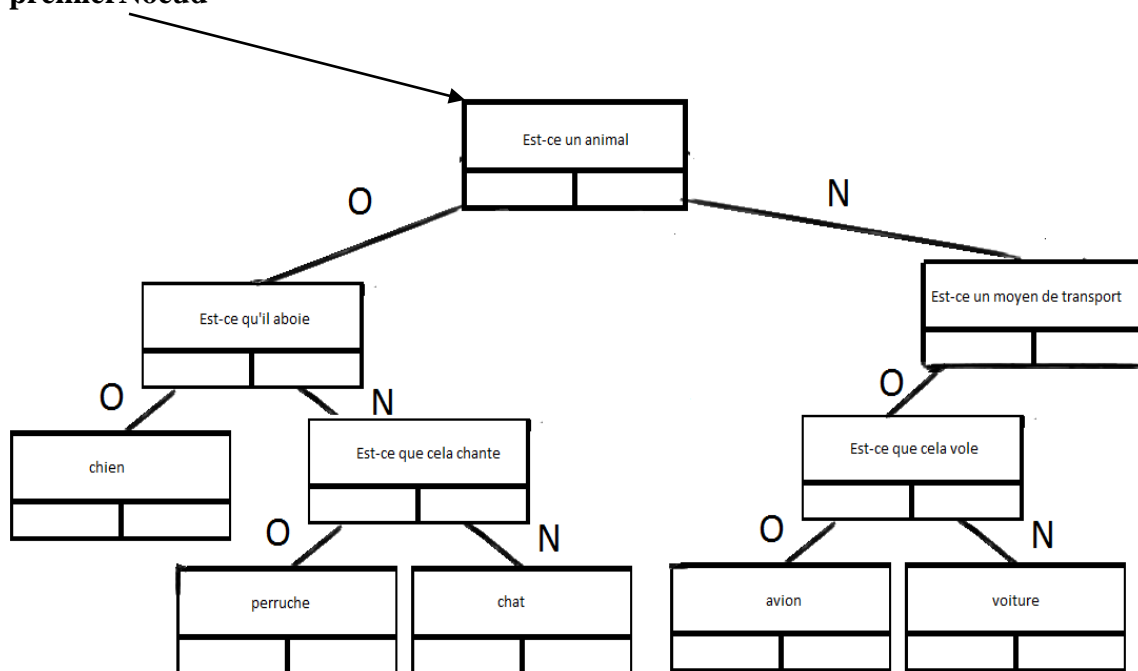 premierNoeud
Est-ce un animal
O
N
Est-ce qu'il aboie
Est-ce un moyen de transport
O
N
O
chien
Est-ce que cela chante
Est-ce que cela vole
O
N
O
N
perruche
chat
avion
voiture